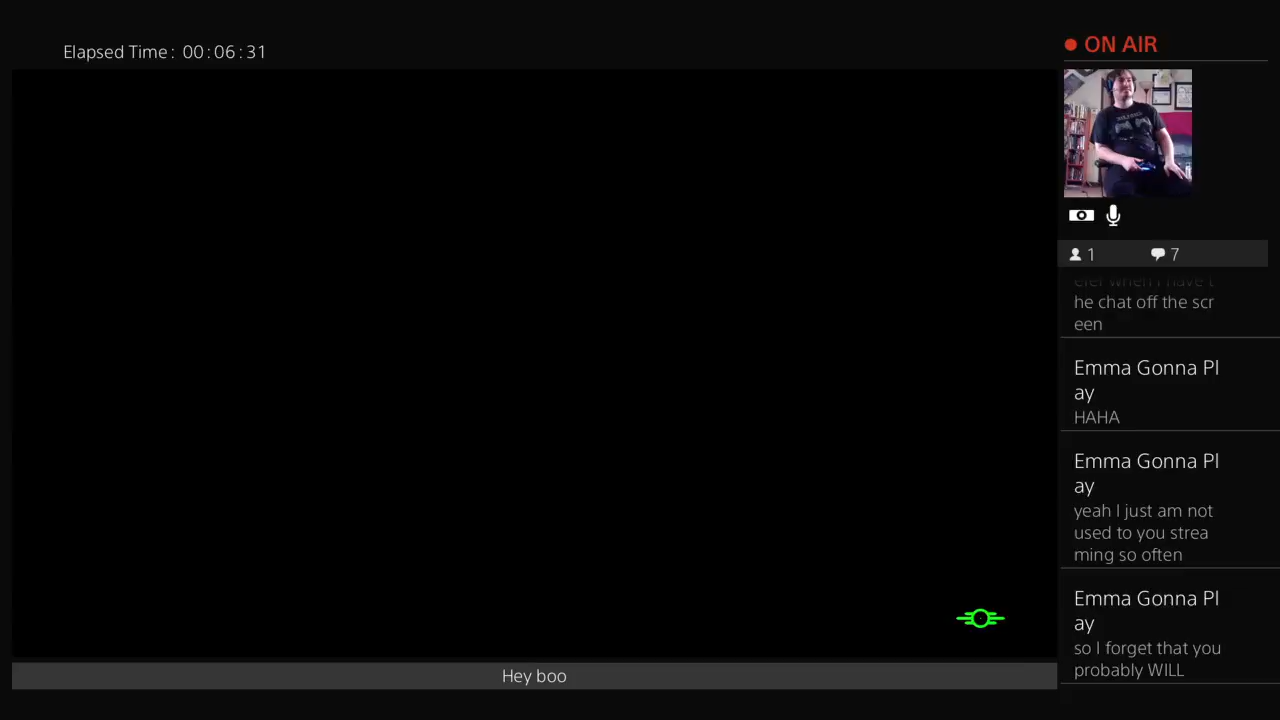 Elapsed Time: 00:06:31
ON AIR
1 7
he chat off the scr
een
Emma Gonna Pl
ay
HAHA
Emma Gonna Pl
ay
yeah I just am not
used to you strea
ming so often
Emma Gonna Pl
ay
so I forget that you
probably WILL
Hey boo